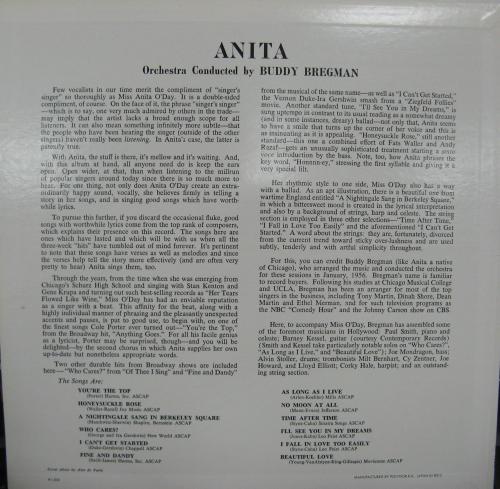 ANITA
Orchestra Conducted by BUDDY BREGMAN
Few vocalists in our time merit the compliment of "singer's
singer" so thoroughly as Miss Anita O'Day. It is a double-sided
compliment, of course. On the face of it, the phrase "singer's singer"
—which is to say, one very much admired by others in the trade—
may imply that the artist lacks a broad enough scope for all
listeners. It can also mean something infinitely more subtle—that
the people who have been hearing the singer (outside of the other
singers) haven't really been listening. In Anita's case, the latter is
patently true.
With Anita, the stuff is there, it's mellow and it's waiting. And,
with this album at hand, all anyone need do is keep the ears
open. Open wider, at that, than when listening to the millions
of popular singers around today since there is so much more to
hear. For one thing, not only does Anita O'Day create an extra-
ordinarily happy sound, vocally, she believes firmly in telling a
story in her songs, and in singing good songs which have worth-
while lyrics.
To pursue this further, if you discard the occasional fluke, good
songs with worthwhile lyrics come from the top rank of composers,
which explains their presence on this record. The songs here are
ones which have lasted and which will be with us when all the
three-week "hits" have tumbled out of mind forever. It's pertinent
to note that these songs have verses as well as melodies and since
the verses help tell the story more effectively (and are often very
pretty to hear) Anita sings them, too.
Through the years, from the time when she was emerging from
Chicago's Schurz High School and singing with Stan Kenton and
Gene Krupa and turning out such best-selling records as "Her Tears
Flowed Like Wine," Miss O'Day has had an enviable reputation
as a singer with a beat. This affinity for the beat, along with a
highly individual manner of phrasing and the pleasantly unexpected
accents and pauses, is put to good use, to begin with, on one of
the finest songs Cole Porter ever turned out—"You're the Top,"
from the Broadway hit, "Anything Goes." For all his facile genius
as a lyricist, Porter may be surprised, though—and you will be
delighted—by the second chorus in which Anita supplies her own
up-to-date but nonetheless appropriate words.
Two other durable hits from Broadway shows are included
here—"Who Cares?" from "Of Thee I Sing" and "Fine and Dandy"
from the musical of the same name—as well as "I Can't Get Started,"
the Vernon Duke-Ira Gershwin smash from a "Ziegfeld Follies"
movie. Another standard tune, "I'll See You in My Dreams," is
sung uptempo in contrast to its usual reading as a somewhat dreamy
(and in some instances, dreary) ballad—not only that, Anita seems
to have a smile that turns up the corner of her voice and this is
as insinuating as it is appealing. "Honeysuckle Rose," still another
standard—this one a combined effort of Fats Waller and Andy
Razaf—gets an unusually sophisticated treatment starting a
voice introduction by the bass. Note, too, how Anita phrases the
key word, "Honey," stressing the first syllable and giving it a
very special lilt.
Her rhythmic style to one side, Miss O'Day also has a way
with a ballad. As an apt illustration, there is a beautiful one from
wartime England entitled "A Nightingale Sang in Berkeley Square,"
in which a bittersweet mood is created in the lyrical interpretation
and also by a background of strings, harp and celeste. The string
section is employed in three other selections—"Time After Time,"
"I Fall in Love Too Easily" and the aforementioned "I Can't Get
Started." A word about the strings: they are, fortunately, divorced
from the current trend toward sticky over-lushness and are used
subtly, tenderly and with artful simplicity throughout.
For this, you can credit Buddy Bregman (like Anita a native
of Chicago), who arranged the music and conducted the orchestra
for these sessions in January, 1956. Bregman's name is familiar
to record buyers. Following his studies at Chicago Musical College
and UCLA, Bregman has been an arranger for most of the top
singers in the business, including Tony Martin, Dinah Shore, Dean
Martin and Ethel Merman, and for such television programs as
the NBC "Comedy Hour" and the Johnny Carson show on CBS.
Here, to accompany Miss O'Day, Bregman has assembled some
of the foremost musicians in Hollywood: Paul Smith, piano and
celeste; Barney Kessel, guitar (courtesy Contemporary Records)
(Smith and Kessel take particularly notable solos on "Who Cares?",
"As Long as I Live," and "Beautiful Love"); Joe Mondragon, bass;
Alvin Stoller, drums; trombonists Milt Bernhart, Cy Zentner, Joe
Howard, and Lloyd Elliott; Corky Hale, harpist; and an outstand-
ing string section.
The Songs Are:
YOU'RE THE TOP
HONEYSUCKLE ROSE
A NIGHTINGALE SANG IN BERKELEY SQUARE
WHO CARES?
I CAN'T GET STARTED
FINE AND DANDY
AS LONG AS I LIVE
NO MOON AT ALL
TIME AFTER TIME
I'LL SEE YOU IN MY DREAMS
I FALL IN LOVE TOO EASILY
BEAUTIFUL LOVE